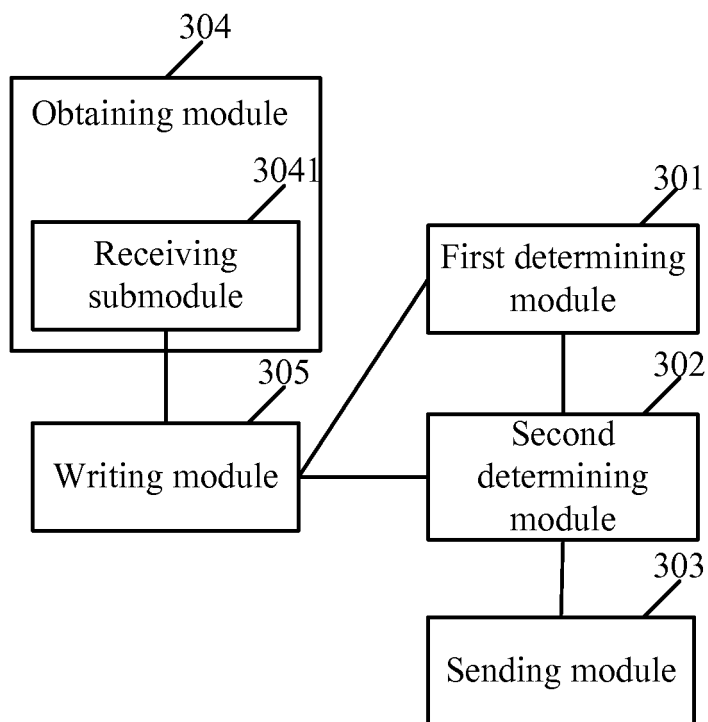 304
Obtaining module
3041
Receiving
submodule
305
Writing module
301
First determining
module
302
Second
determining
module
303
Sending module